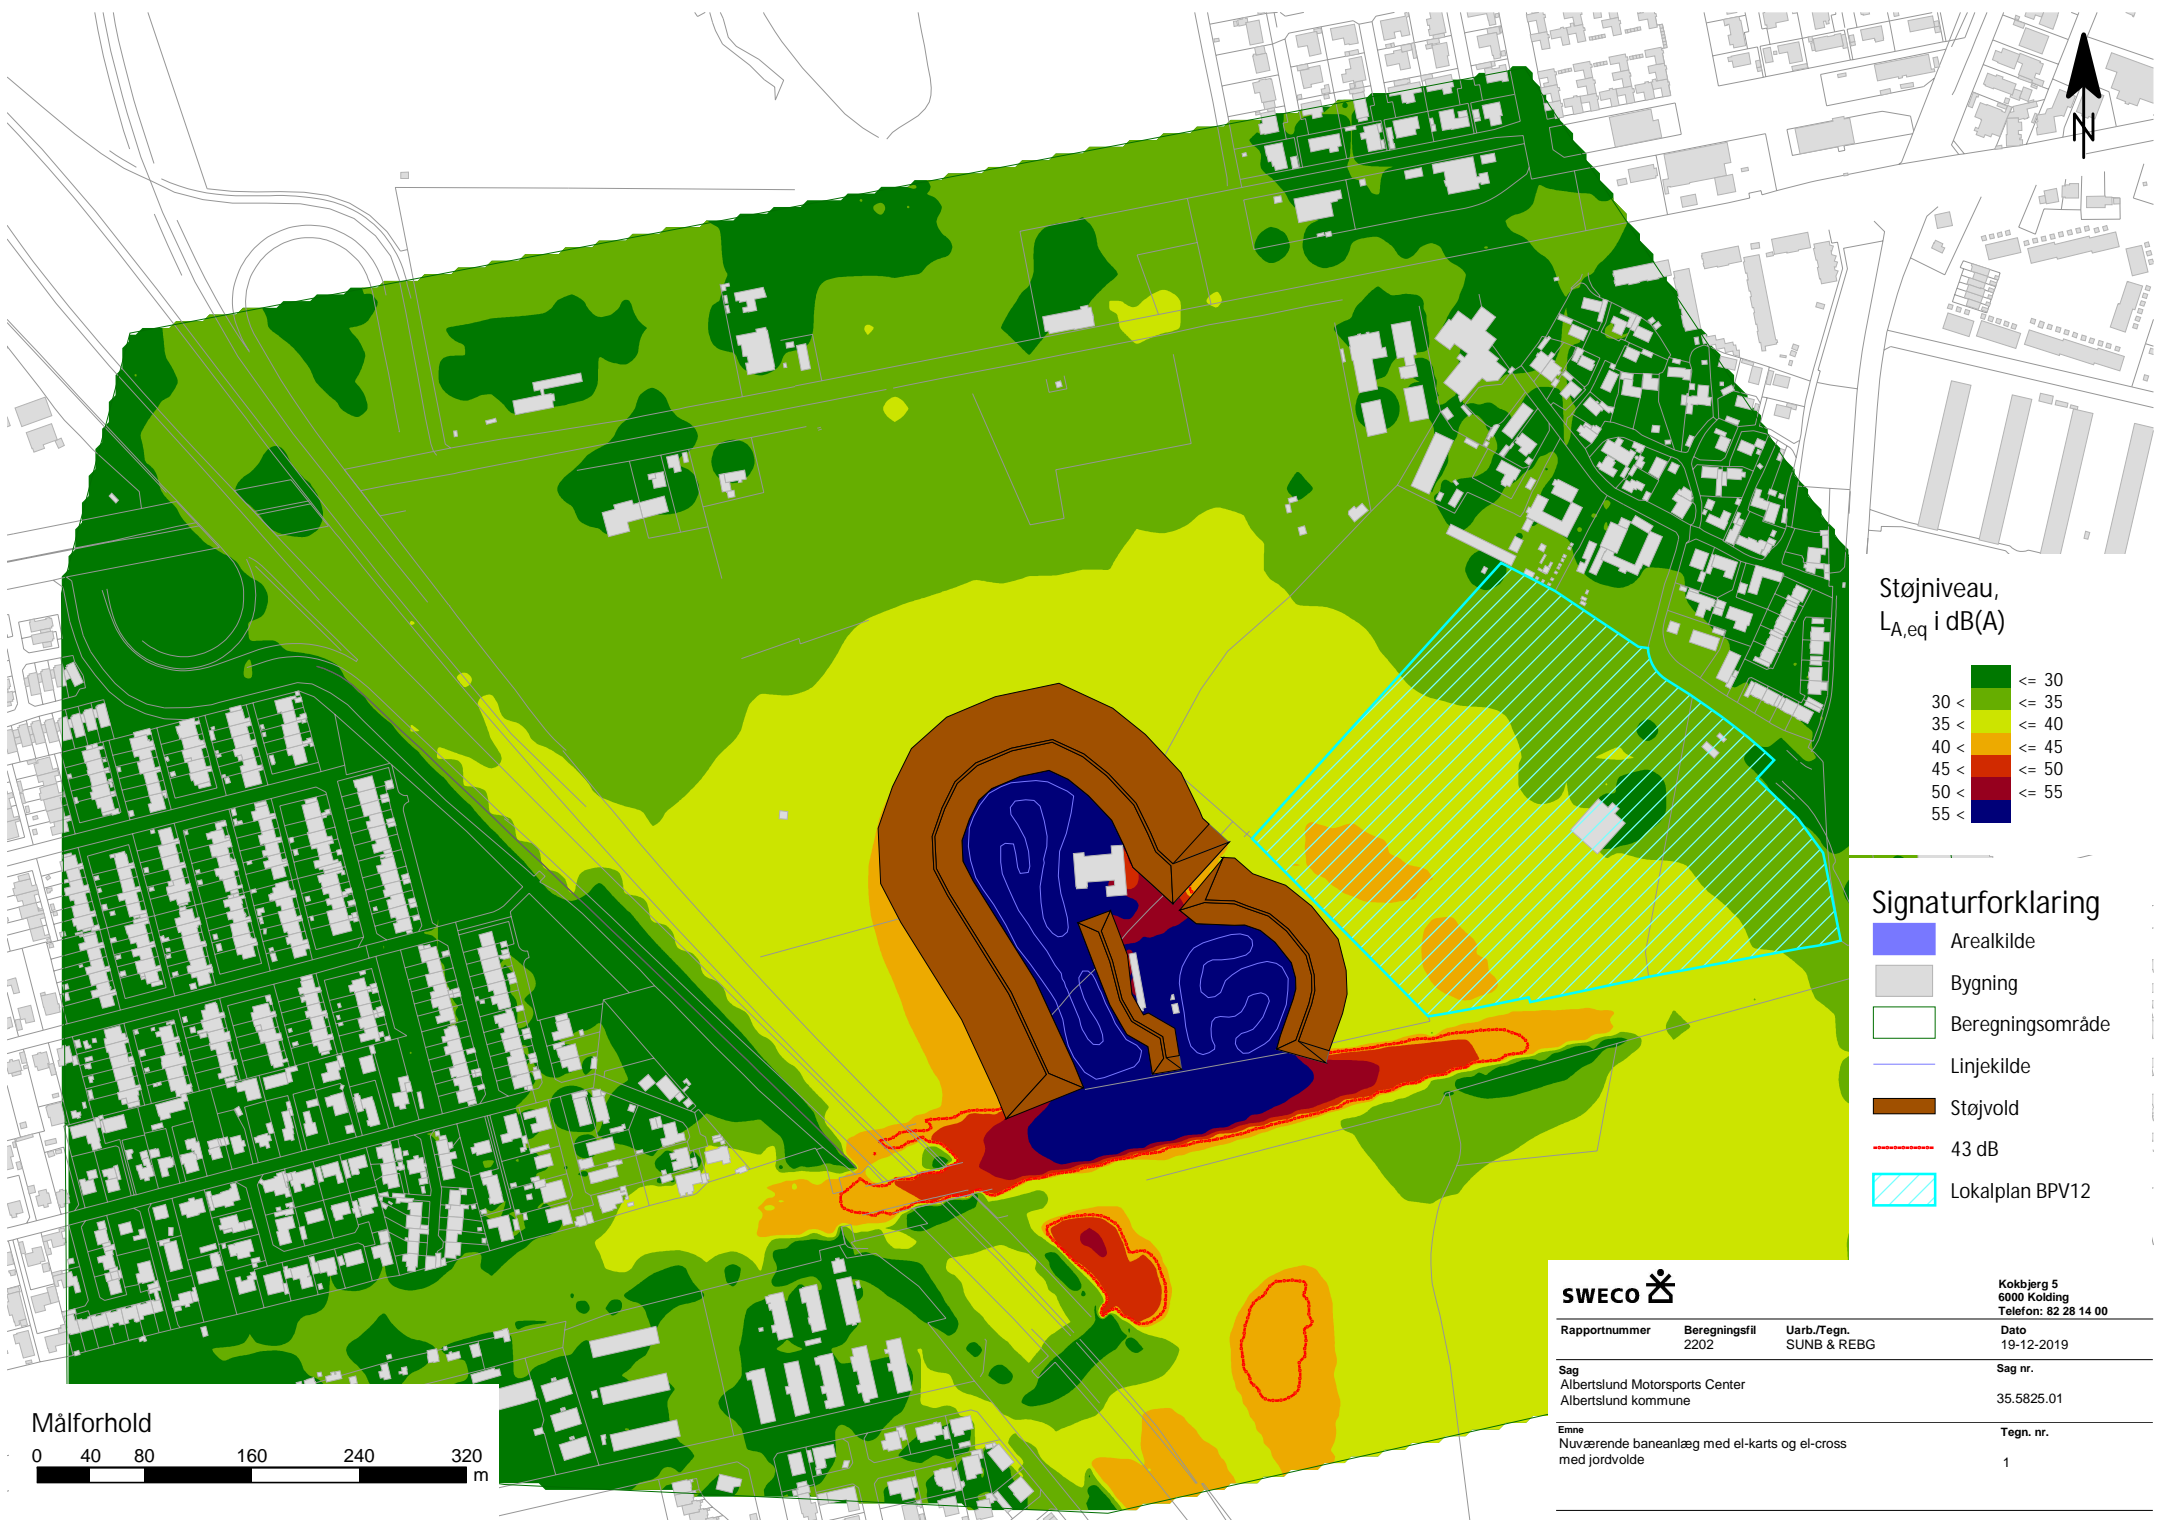 N
Støjniveau,
LA,eq i dB(A)
<= 30
30 < <= 35
35 < <= 40
40 < <= 45
45 < <= 50
50 < <= 55
55 <
Signaturforklaring
Arealkilde
Bygning
Beregningsområde
Linjekilde
Støjvold
43 dB
Lokalplan BPV12
SWECO
Kokbjerg 5
6000 Kolding
Telefon: 82 28 14 00
Rapportnummer Beregningsfil Uarb./Tegn. Dato
2202 SUNB & REBG 19-12-2019
Sag Sag nr.
Albertslund Motorsports Center
Albertslund kommune 35.5825.01
Emne Tegn. nr.
Nuværende baneanlæg med el-karts og el-cross
med jordvolde 1
Målforhold
0 40 80 160 240 320
m